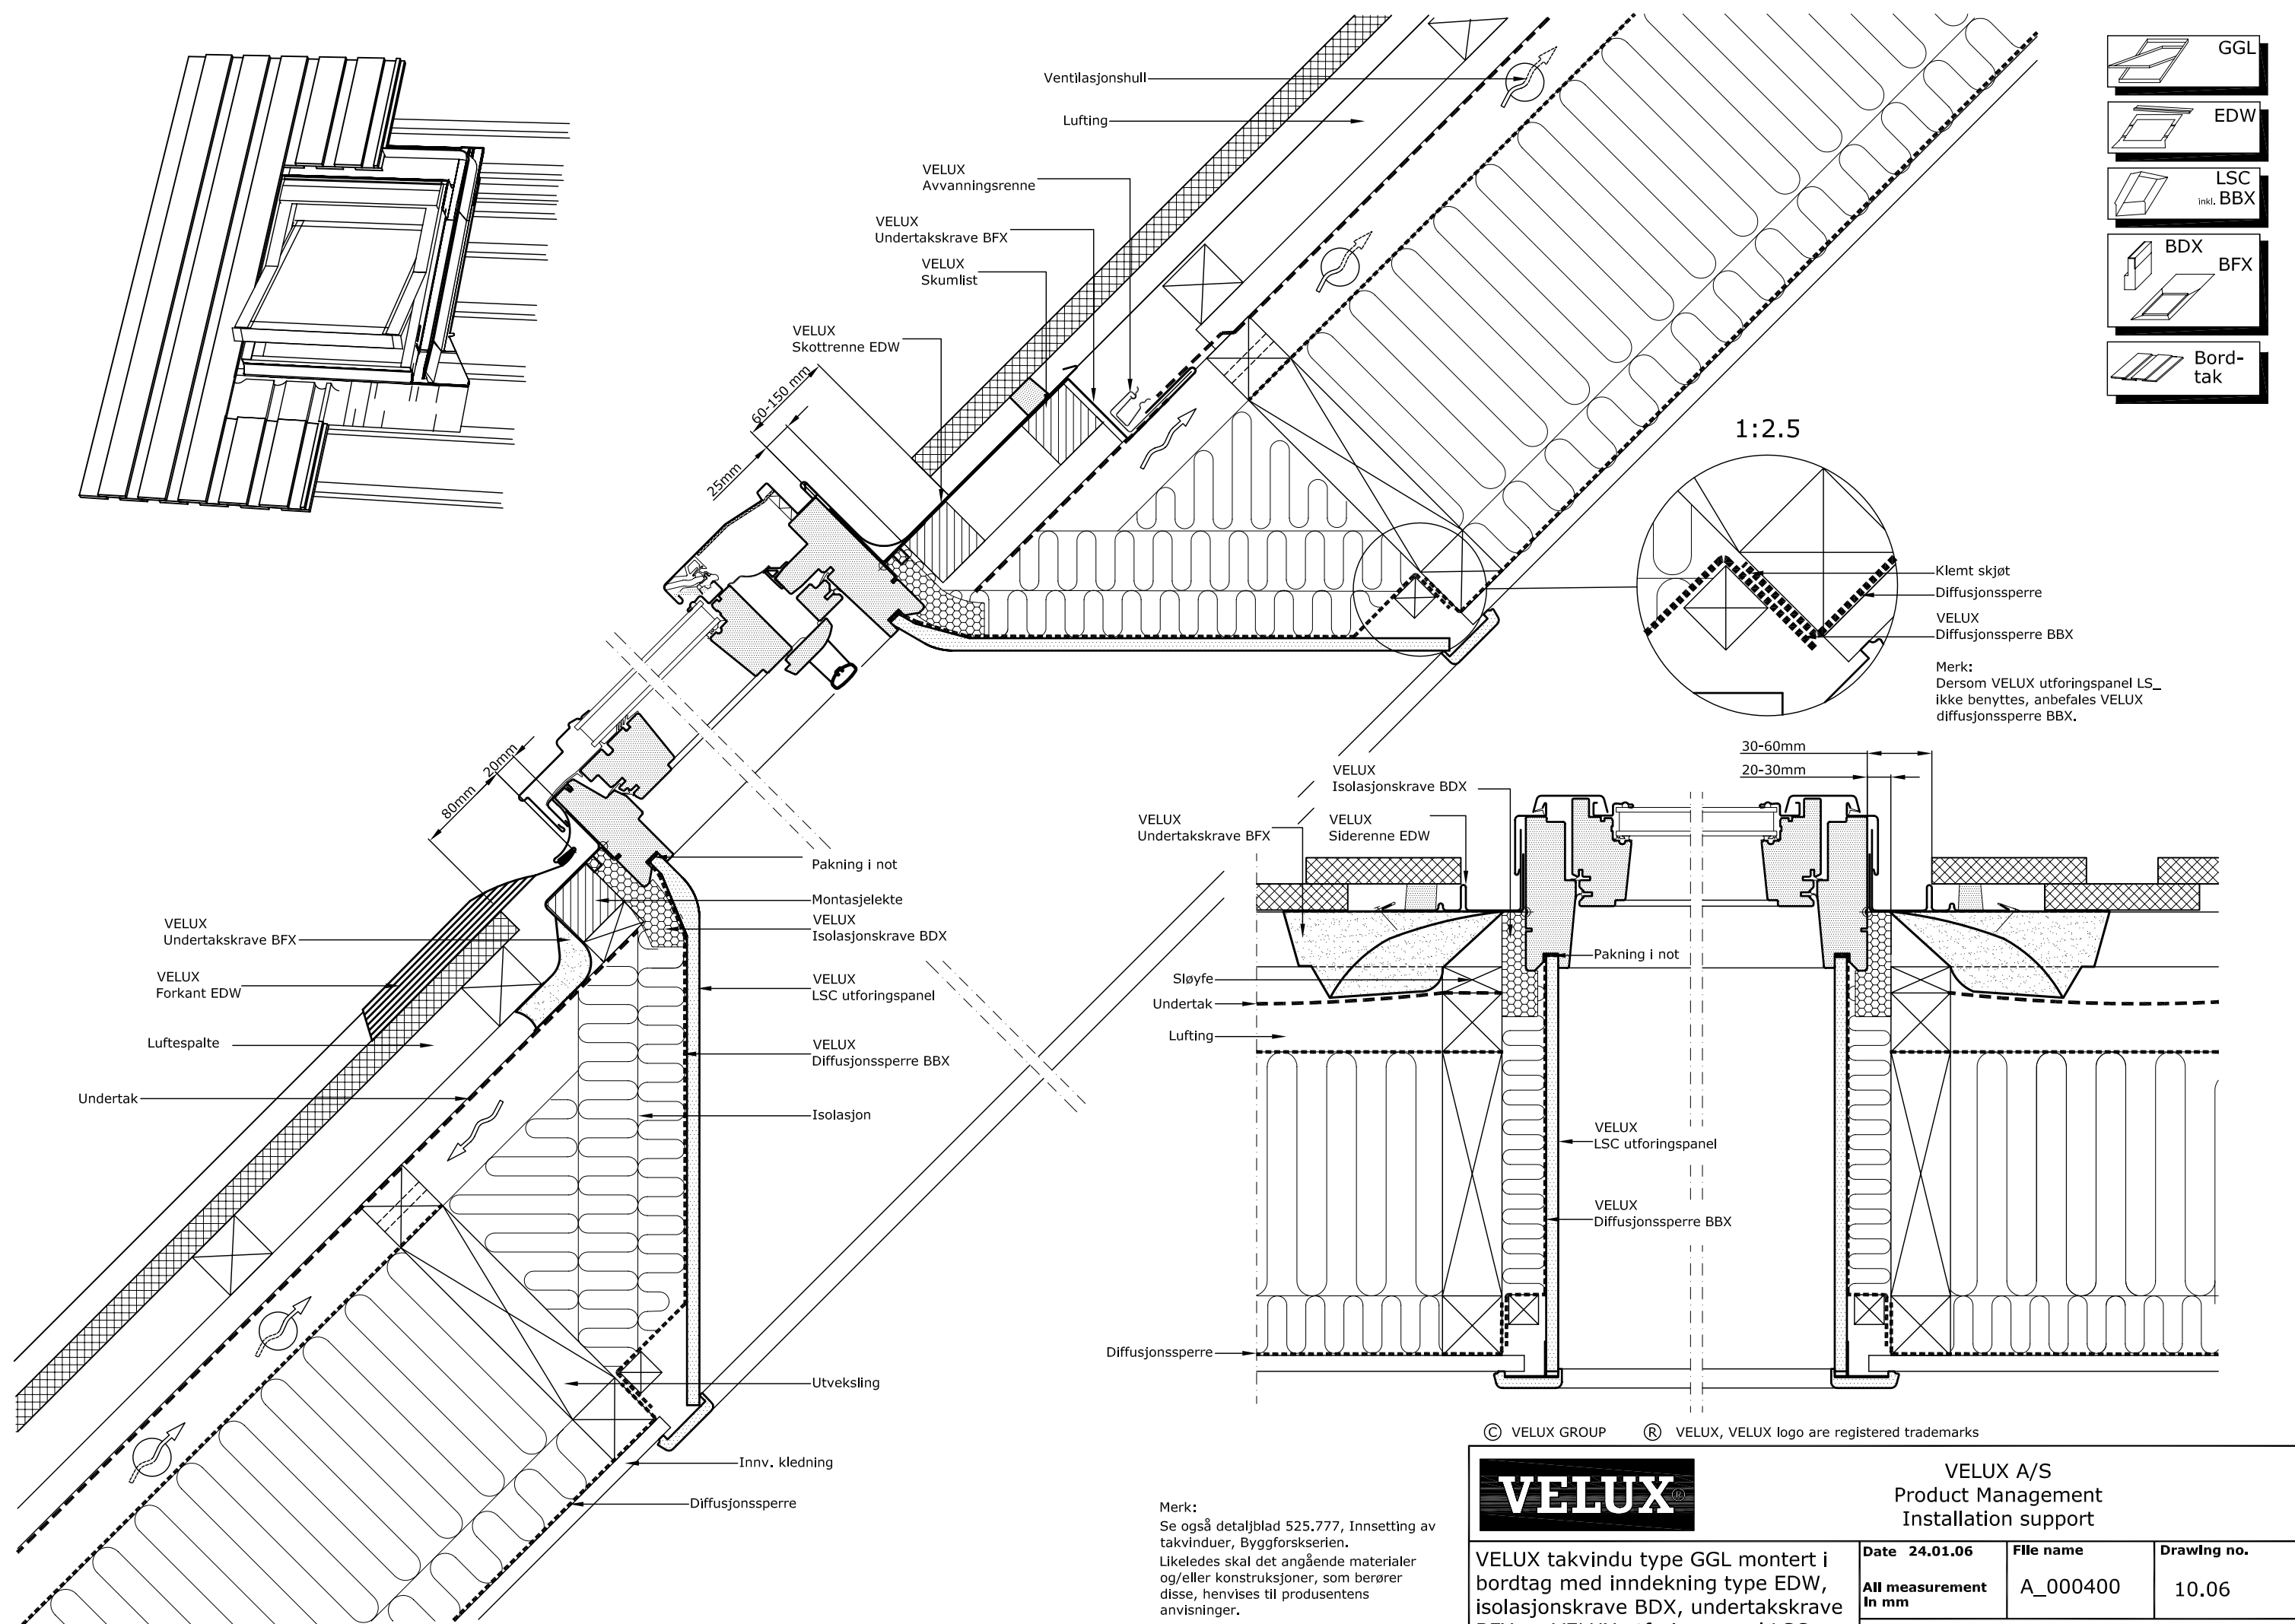 Ventilasjonshull
Lufting
VELUX
Avvanningsrenne
VELUX
Undertakskrave BFX
VELUX
Skumlist
VELUX
Skottrenne EDW
60-150 mm
25mm
GGL
EDW
LSC
inkl. BBX
BDX
BFX
Bord-
tak
1:2.5
Klemt skjøt
Diffusjonssperre
VELUX
Diffusjonssperre BBX
Merk:
Dersom VELUX utforingspanel LS_
ikke benyttes, anbefales VELUX
diffusjonssperre BBX.
20mm
80mm
Pakning i not
Montasjelekte
VELUX
Isolasjonskrave BDX
VELUX
LSC utforingspanel
VELUX
Diffusjonssperre BBX
Isolasjon
Utveksling
Innv. kledning
Diffusjonssperre
VELUX
Undertakskrave BFX
VELUX
Forkant EDW
Luftespalte
Undertak
30-60mm
20-30mm
VELUX
Isolasjonskrave BDX
VELUX
Undertakskrave BFX
VELUX
Siderenne EDW
Pakning i not
Sløyfe
Undertak
Lufting
VELUX
LSC utforingspanel
VELUX
Diffusjonssperre BBX
Diffusjonssperre
© VELUX GROUP ® VELUX, VELUX logo are registered trademarks
Merk:
Se også detaljblad 525.777, Innsetting av
takvinduer, Byggforskserien.
Likeledes skal det angående materialer
og/eller konstruksjoner, som berører
disse, henvises til produsentens
anvisninger.
VELUX®
VELUX A/S
Product Management
Installation support
VELUX takvindu type GGL montert i
bordtag med inndekning type EDW,
isolasjonskrave BDX, undertakskrave
Date 24.01.06
All measurement
in mm
File name
A_000400
Drawing no.
10.06